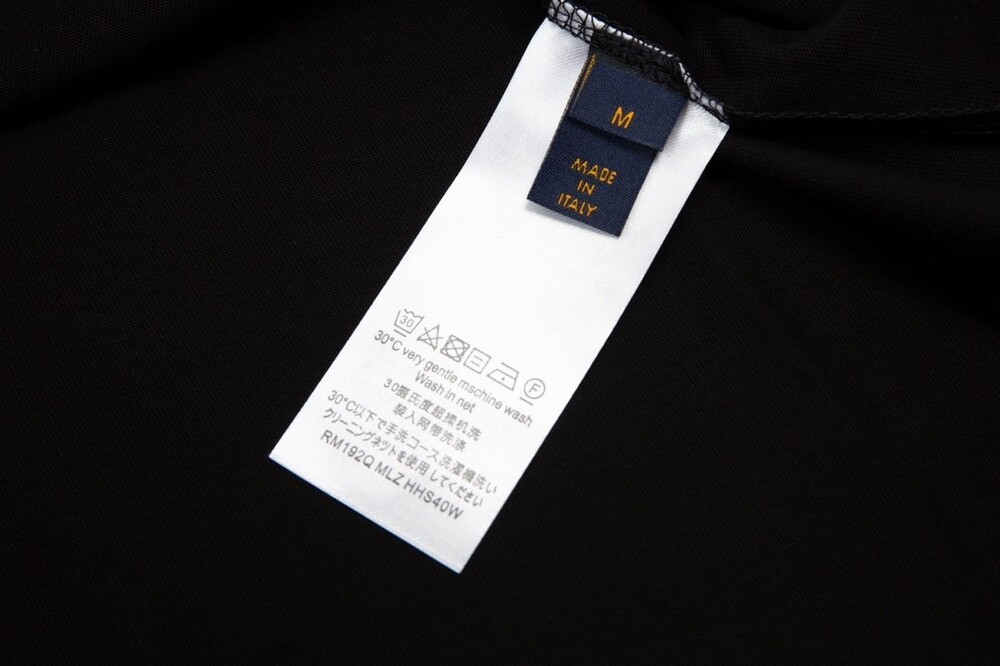 M
MADE
IN
ITALY
30
F
30°C very gentle mschine wash
Wash in net
30摄氏度超揉机洗
装入网带洗涤
30°C以下で手洗コース洗濯機洗い
クリーニングネットを使用してください
RM192Q MLZ HHS40W